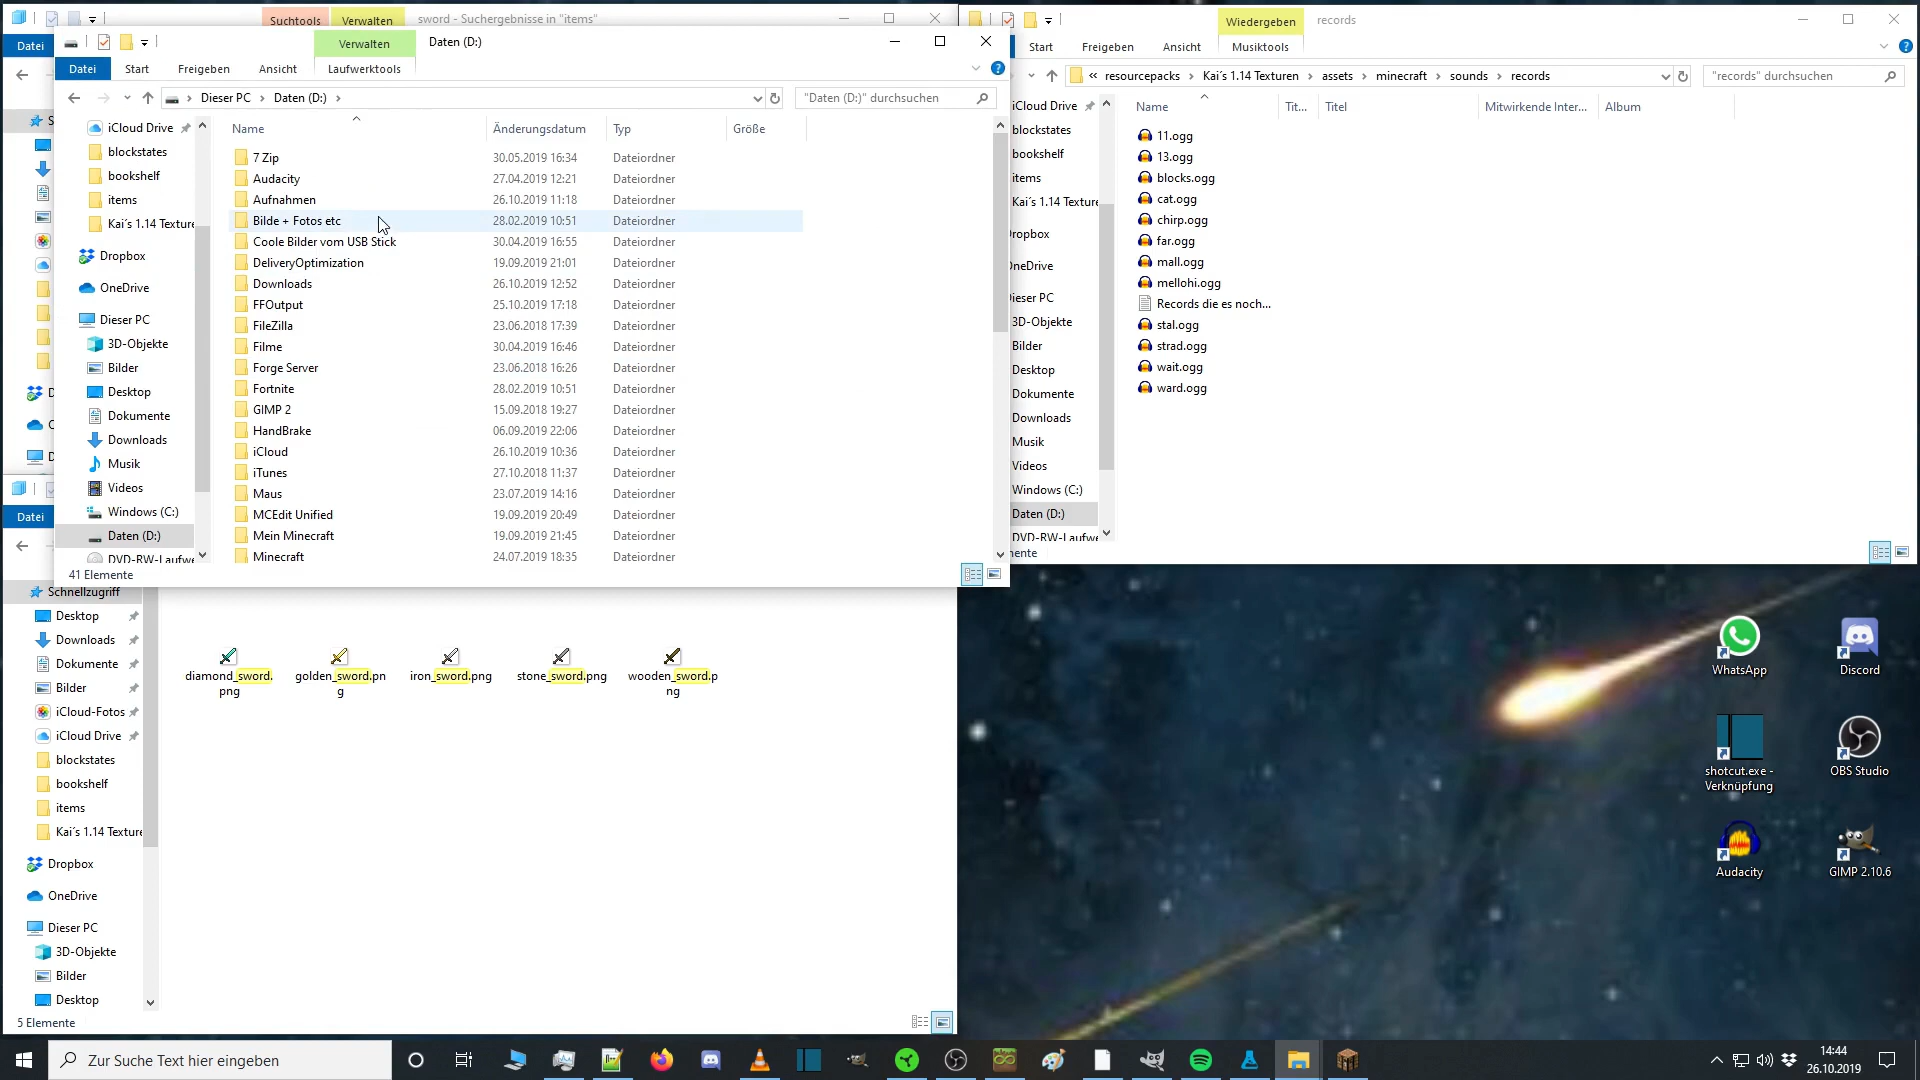 Suchtools
Verwalten
sword - Suchergebnisse in "items"
Datei
Verwalten
Daten (D:)
Datei
Start
Freigeben
Ansicht
Laufwerktools
Dieser PC
Daten (D:)
"Daten (D:)" durchsuchen
iCloud Drive
blockstates
bookshelf
items
Kai´s 1.14 Texture
Dropbox
OneDrive
Dieser PC
3D-Objekte
Bilder
Desktop
Dokumente
Downloads
Musik
Videos
Windows (C:)
Daten (D:)
DVD-RW-Laufwe
Name
Änderungsdatum
Typ
Größe
7 Zip 30.05.2019 16:34 Dateiordner
Audacity 27.04.2019 12:21 Dateiordner
Aufnahmen 26.10.2019 11:18 Dateiordner
Bilde + Fotos etc 28.02.2019 10:51 Dateiordner
Coole Bilder vom USB Stick 30.04.2019 16:55 Dateiordner
DeliveryOptimization 19.09.2019 21:01 Dateiordner
Downloads 26.10.2019 12:52 Dateiordner
FFOutput 25.10.2019 17:18 Dateiordner
FileZilla 23.06.2018 17:39 Dateiordner
Filme 30.04.2019 16:46 Dateiordner
Forge Server 23.06.2018 16:26 Dateiordner
Fortnite 28.02.2019 10:51 Dateiordner
GIMP 2 15.09.2018 19:27 Dateiordner
HandBrake 06.09.2019 22:06 Dateiordner
iCloud 26.10.2019 10:36 Dateiordner
iTunes 27.10.2018 11:37 Dateiordner
Maus 23.07.2019 14:16 Dateiordner
MCEdit Unified 19.09.2019 20:49 Dateiordner
Mein Minecraft 19.09.2019 21:45 Dateiordner
Minecraft 24.07.2019 18:35 Dateiordner
41 Elemente
Wiedergeben
records
Start
Freigeben
Ansicht
Musiktools
« resourcepacks
Kai´s 1.14 Texturen
assets
minecraft
sounds
records
"records" durchsuchen
iCloud Drive
blockstates
bookshelf
items
Kai´s 1.14 Texture
ropbox
neDrive
ieser PC
3D-Objekte
Bilder
Desktop
Dokumente
Downloads
Musik
Videos
Windows (C:)
Daten (D:)
DVD-RW-Laufwe
mente
Name
Tit...
Titel
Mitwirkende Inter...
Album
11.ogg
13.ogg
blocks.ogg
cat.ogg
chirp.ogg
far.ogg
mall.ogg
mellohi.ogg
Records die es noch...
stal.ogg
strad.ogg
wait.ogg
ward.ogg
Datei
Schnellzugriff
Desktop
Downloads
Dokumente
Bilder
iCloud-Fotos
iCloud Drive
blockstates
bookshelf
items
Kai´s 1.14 Texture
Dropbox
OneDrive
Dieser PC
3D-Objekte
Bilder
Desktop
5 Elemente
diamond_sword.
png
golden_sword.pn
g
iron_sword.png
stone_sword.png
wooden_sword.p
ng
WhatsApp
Discord
shotcut.exe -
Verknüpfung
OBS Studio
Audacity
GIMP 2.10.6
Zur Suche Text hier eingeben
14:44
26.10.2019